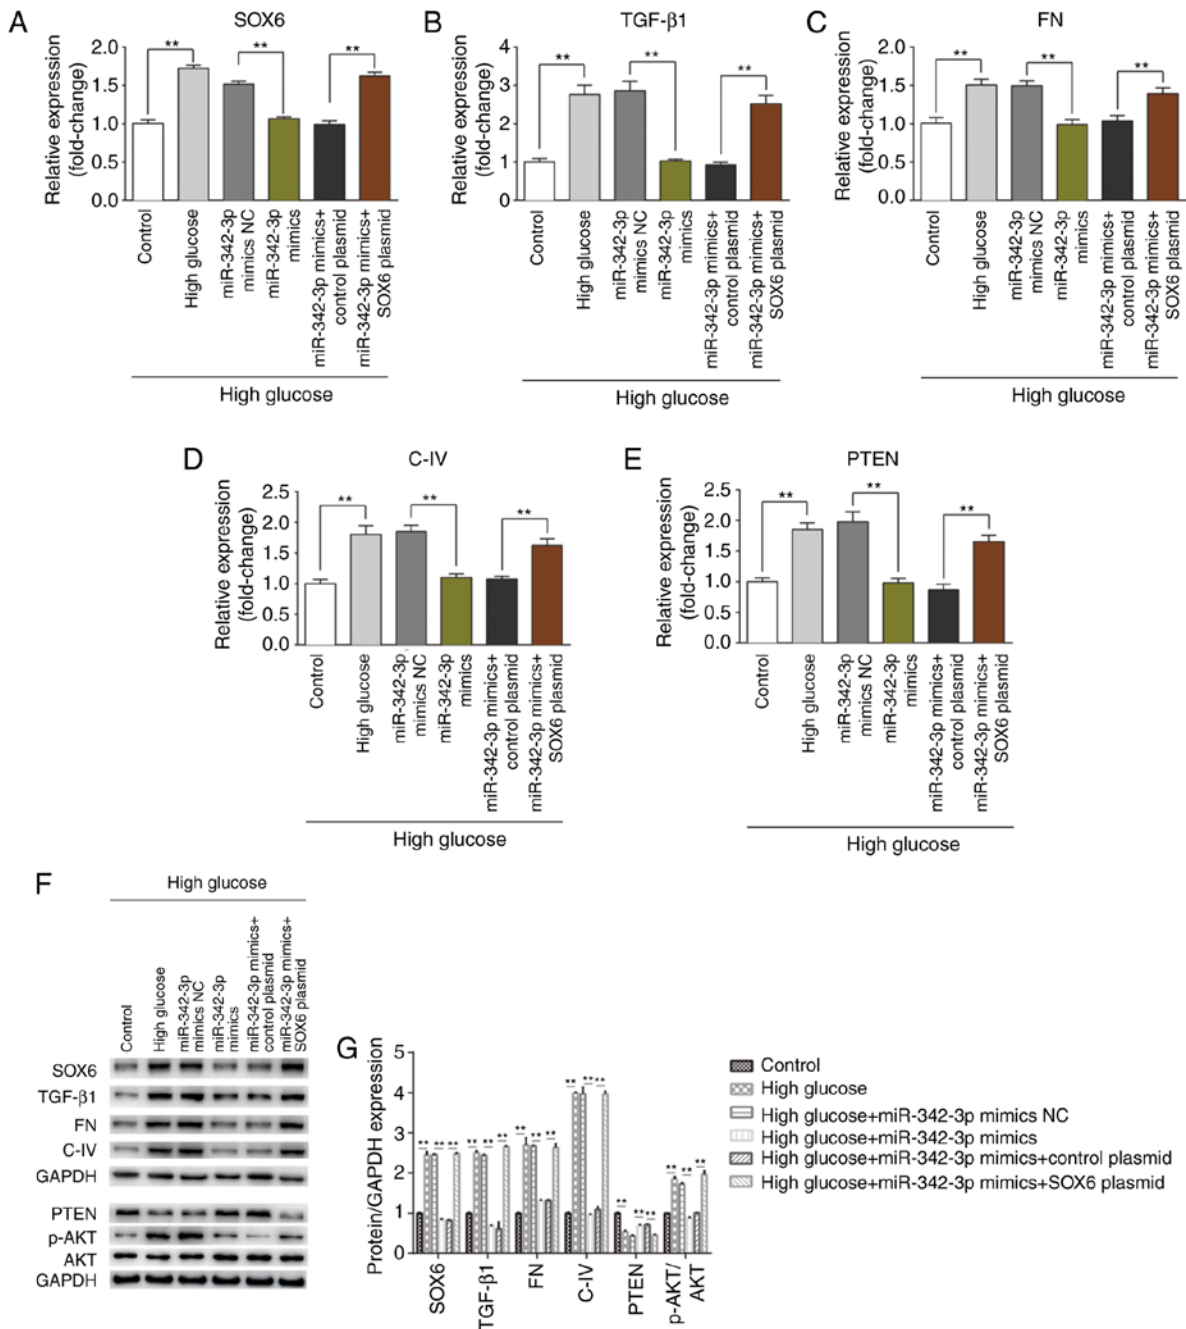 A
SOX6
Relative expression
(fold-change)
2.0
1.5
1.0
0.5
0.0
**
**
**
Control
High glucose
miR-342-3p
mimics NC
miR-342-3p
mimics
miR-342-3p mimics+
control plasmid
miR-342-3p mimics+
SOX6 plasmid
High glucose
B
TGF-β1
Relative expression
(fold-change)
4
3
2
1
0
**
**
**
Control
High glucose
miR-342-3p
mimics NC
miR-342-3p
mimics
miR-342-3p mimics+
control plasmid
miR-342-3p mimics+
SOX6 plasmid
High glucose
C
FN
Relative expression
(fold-change)
2.0
1.5
1.0
0.5
0.0
**
**
**
Control
High glucose
miR-342-3p
mimics NC
miR-342-3p
mimics
miR-342-3p mimics+
control plasmid
miR-342-3p mimics+
SOX6 plasmid
High glucose
D
C-IV
Relative expression
(fold-change)
2.5
2.0
1.5
1.0
0.5
0.0
**
**
**
Control
High glucose
miR-342-3p
mimics NC
miR-342-3p
mimics
miR-342-3p mimics+
control plasmid
miR-342-3p mimics+
SOX6 plasmid
High glucose
E
PTEN
Relative expression
(fold-change)
2.5
2.0
1.5
1.0
0.5
0.0
**
**
**
Control
High glucose
miR-342-3p
mimics NC
miR-342-3p
mimics
miR-342-3p mimics+
control plasmid
miR-342-3p mimics+
SOX6 plasmid
High glucose
F
High glucose
Control
High glucose
miR-342-3p
mimics NC
miR-342-3p
mimics
miR-342-3p mimics+
control plasmid
miR-342-3p mimics+
SOX6 plasmid
SOX6
TGF-β1
FN
C-IV
GAPDH
PTEN
p-AKT
AKT
GAPDH
G
Protein/GAPDH expression
5
4
3
2
1
0
** ** **
** ** **
** ** **
** ** **
** ** **
** ** **
SOX6
TGF-β1
FN
C-IV
PTEN
p-AKT/
AKT
Control
High glucose
High glucose+miR-342-3p mimics NC
High glucose+miR-342-3p mimics
High glucose+miR-342-3p mimics+control plasmid
High glucose+miR-342-3p mimics+SOX6 plasmid